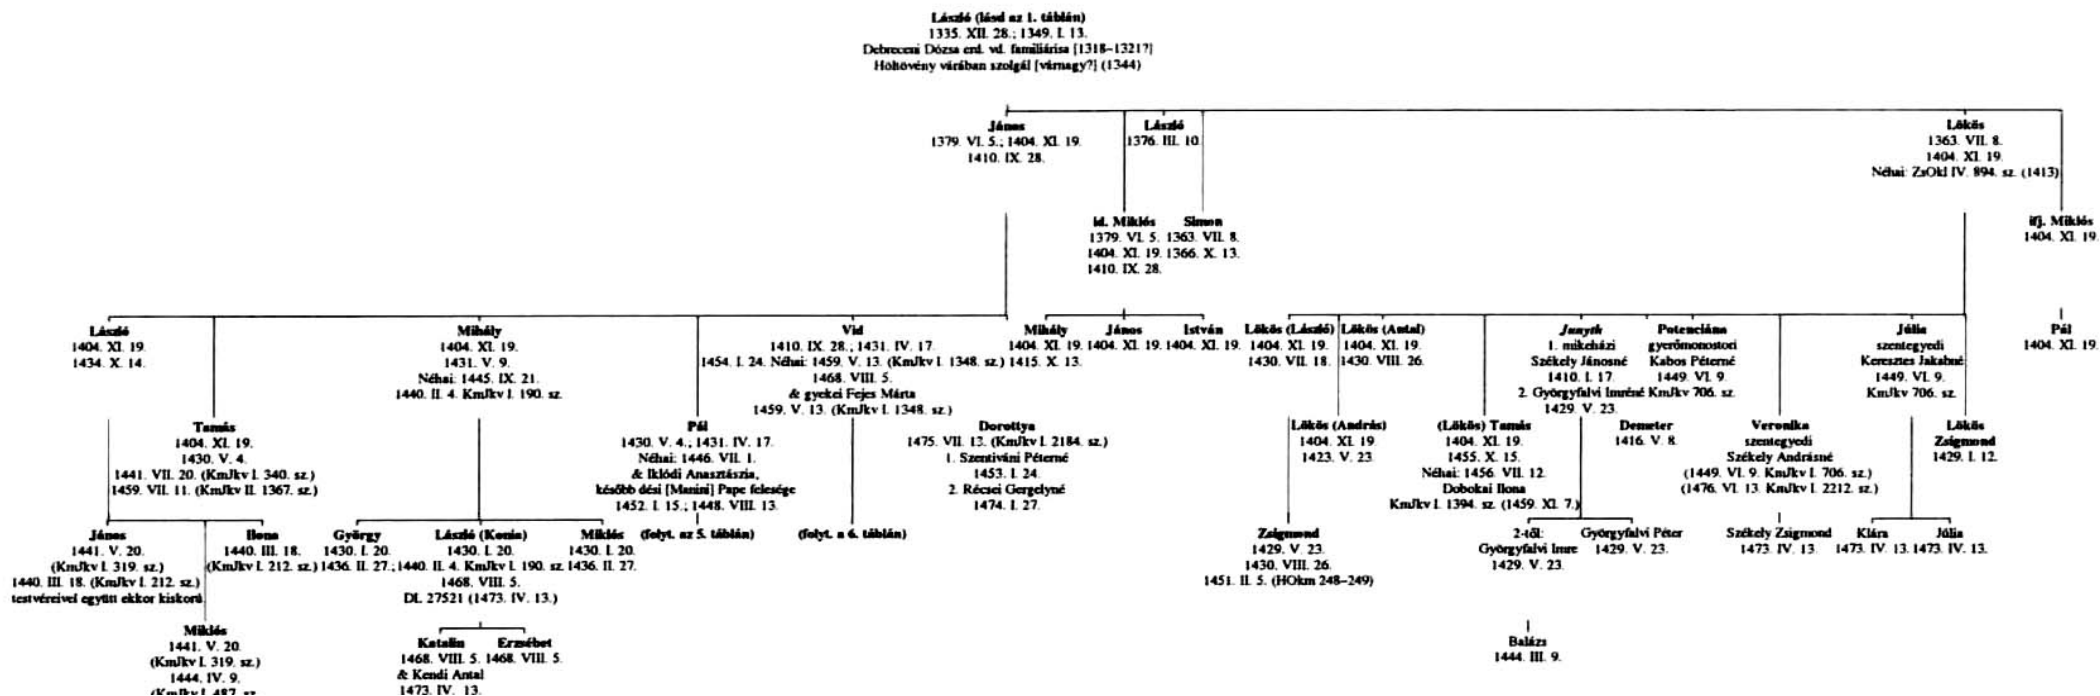 László (lásd az 1. táblán)
1335. XII. 28.; 1349. I. 13.
Debreceni Dózsa erd. vd. familiárisa [1318–1321?]
Höltövény várában szolgál [várnagy?] (1344)
János
1379. VI. 5.; 1404. XI. 19.
1410. IX. 28.
László
1376. III. 10.
Lökös
1363. VII. 8.
1404. XI. 19.
Néhai: ZsOkl IV. 894. sz. (1413)
id. Miklós
1379. VI. 5.
1404. XI. 19.
1410. IX. 28.
Simon
1363. VII. 8.
1366. X. 13.
ifj. Miklós
1404. XI. 19.
László
1404. XI. 19.
1434. X. 14.
Mihály
1404. XI. 19.
1431. V. 9.
Néhai: 1445. IX. 21.
1440. II. 4. KmJkv I. 190. sz.
Vid
1410. IX. 28.; 1431. IV. 17.
1454. I. 24. Néhai: 1459. V. 13. (KmJkv I. 1348. sz.)
1468. VIII. 5.
& gyekei Fejes Márta
1459. V. 13. (KmJkv I. 1348. sz.)
Mihály
1404. XI. 19.
1415. X. 13.
János
1404. XI. 19.
István
1404. XI. 19.
Lökös (László)
1404. XI. 19.
1430. VII. 18.
Lökös (Antal)
1404. XI. 19.
1430. VIII. 26.
Junyth
1. mikeházi
Székely Jánosné
1410. I. 17.
2. Györgyfalvi Imréné
1429. V. 23.
Potenciána
gyerőmonostori
Kabos Péterné
1449. VI. 9.
KmJkv 706. sz.
Júlia
szentegyedi
Keresztes Jakabné
1449. VI. 9.
KmJkv 706. sz.
Pál
1404. XI. 19.
Tamás
1404. XI. 19.
1430. V. 4.
1441. VII. 20. (KmJkv I. 340. sz.)
1459. VII. 11. (KmJkv II. 1367. sz.)
Pál
1430. V. 4.; 1431. IV. 17.
Néhai: 1446. VII. 1.
& Iklódi Anasztászia,
később dési [Manini] Pape felesége
1452. I. 15.; 1448. VIII. 13.
Dorottya
1475. VII. 13. (KmJkv I. 2184. sz.)
1. Szentiváni Péterné
1453. I. 24.
2. Récsei Gergelyné
1474. I. 27.
Lökös (András)
1404. XI. 19.
1423. V. 23.
(Lökös) Tamás
1404. XI. 19.
1455. X. 15.
Néhai: 1456. VII. 12.
Dobokai Ilona
KmJkv I. 1394. sz. (1459. XI. 7.)
Demeter
1416. V. 8.
Veronika
szentegyedi
Székely Andrásné
(1449. VI. 9. KmJkv I. 706. sz.)
(1476. VI. 13. KmJkv I. 2212. sz.)
Lökös
Zsigmond
1429. I. 12.
János
1441. V. 20.
(KmJkv I. 319. sz.)
1440. III. 18. (KmJkv I. 212. sz.)
testvéreivel együtt ekkor kiskorú.
Ilona
1440. III. 18.
(KmJkv I. 212. sz.)
György
1430. I. 20.
1436. II. 27.;
László (Konia)
1430. I. 20.
1440. II. 4. KmJkv I. 190. sz.
1468. VIII. 5.
DL 27521 (1473. IV. 13.)
Miklós
1430. I. 20.
1436. II. 27.
(folyt. az 5. táblán)
(folyt. a 6. táblán)
Zsigmond
1429. V. 23.
1430. VIII. 26.
1451. II. 5. (HOkm 248–249)
2-től:
Györgyfalvi Imre
1429. V. 23.
Györgyfalvi Péter
1429. V. 23.
Székely Zsigmond
1473. IV. 13.
Klára
1473. IV. 13.
Júlia
1473. IV. 13.
Miklós
1441. V. 20.
(KmJkv I. 319. sz.)
1444. IV. 9.
(KmJkv I. 487. sz.
Katalin
1468. VIII. 5.
& Kendi Antal
1473. IV. 13.
Erzsébet
1468. VIII. 5.
Balázs
1444. III. 9.